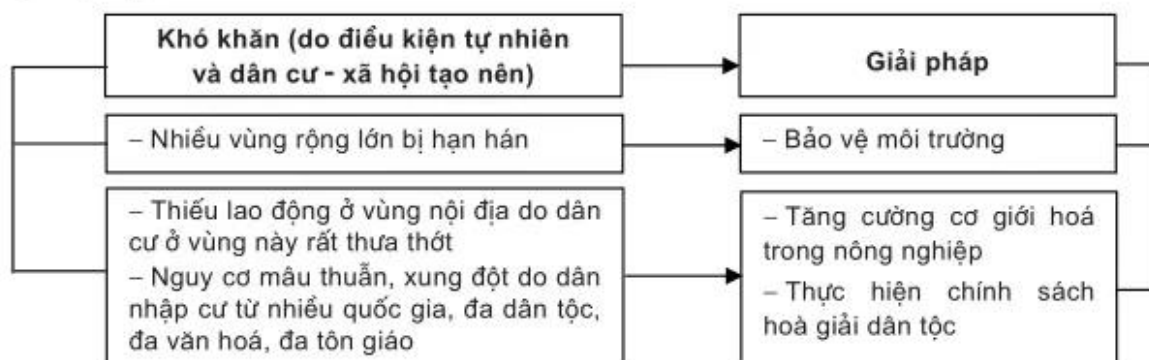 Khó khăn (do điều kiện tự nhiên
và dân cư - xã hội tạo nên)
Giải pháp
– Nhiều vùng rộng lớn bị hạn hán
– Bảo vệ môi trường
– Thiếu lao động ở vùng nội địa do dân
cư ở vùng này rất thưa thớt
– Nguy cơ mâu thuẫn, xung đột do dân
nhập cư từ nhiều quốc gia, đa dân tộc,
đa văn hoá, đa tôn giáo
– Tăng cường cơ giới hoá
trong nông nghiệp
– Thực hiện chính sách
hoà giải dân tộc